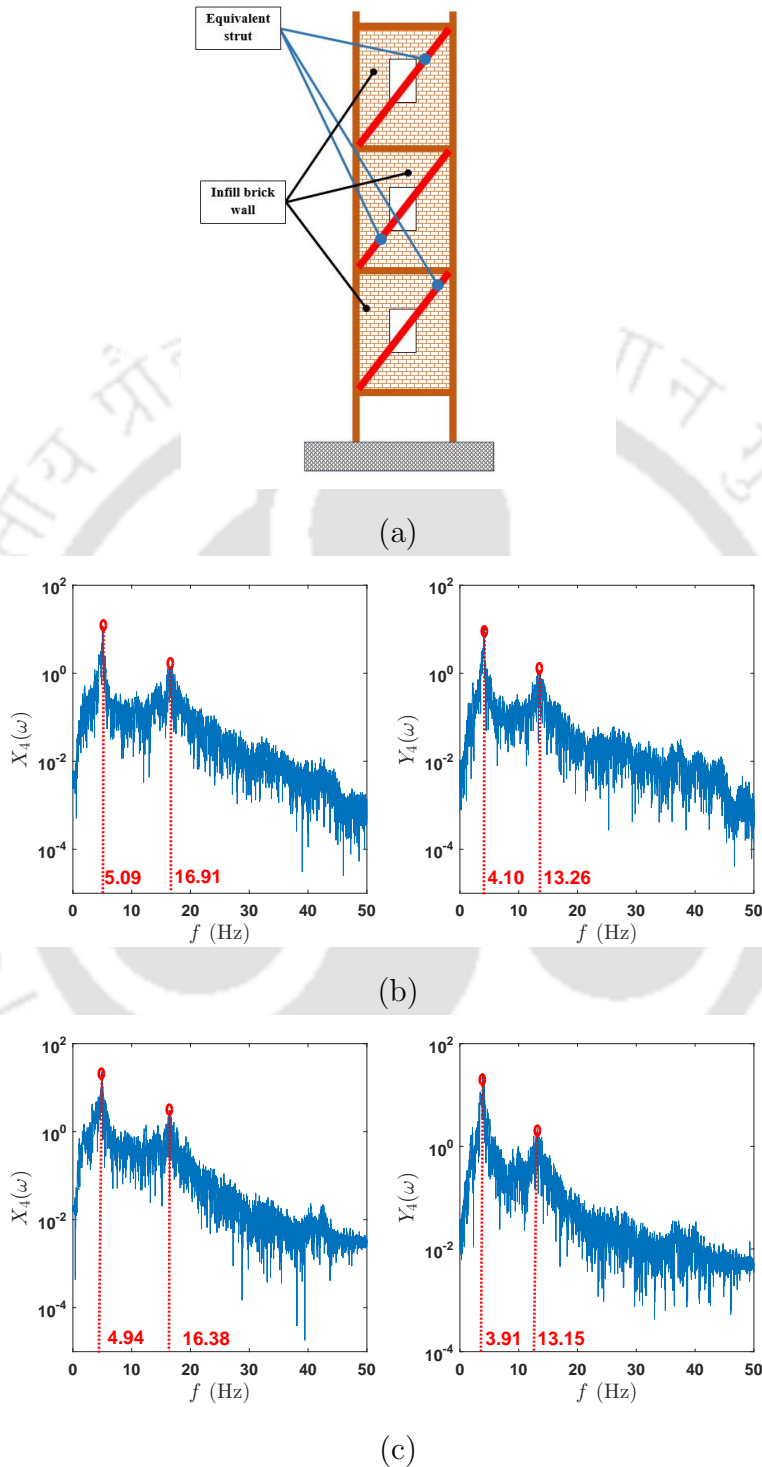 Equivalent
strut
Infill brick
wall
(a)
10^2
10^0
10^-2
10^-4
X_4(ω)
5.09
16.91
0 10 20 30 40 50
f (Hz)
10^2
10^0
10^-2
10^-4
Y_4(ω)
4.10
13.26
0 10 20 30 40 50
f (Hz)
(b)
10^2
10^0
10^-2
10^-4
X_4(ω)
4.94
16.38
0 10 20 30 40 50
f (Hz)
10^2
10^0
10^-2
10^-4
Y_4(ω)
3.91
13.15
0 10 20 30 40 50
f (Hz)
(c)